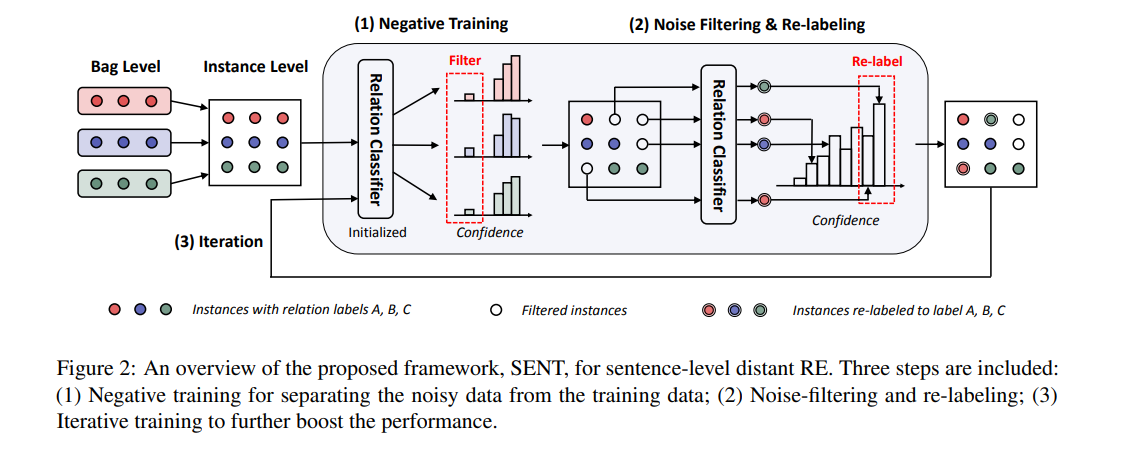 (1) Negative Training
(2) Noise Filtering & Re-labeling
Bag Level
Instance Level
Filter
Re-label
Relation Classifier
Relation Classifier
Initialized
Confidence
Confidence
(3) Iteration
Instances with relation labels A, B, C
Filtered instances
Instances re-labeled to label A, B, C
Figure 2: An overview of the proposed framework, SENT, for sentence-level distant RE. Three steps are included:
(1) Negative training for separating the noisy data from the training data; (2) Noise-filtering and re-labeling; (3)
Iterative training to further boost the performance.